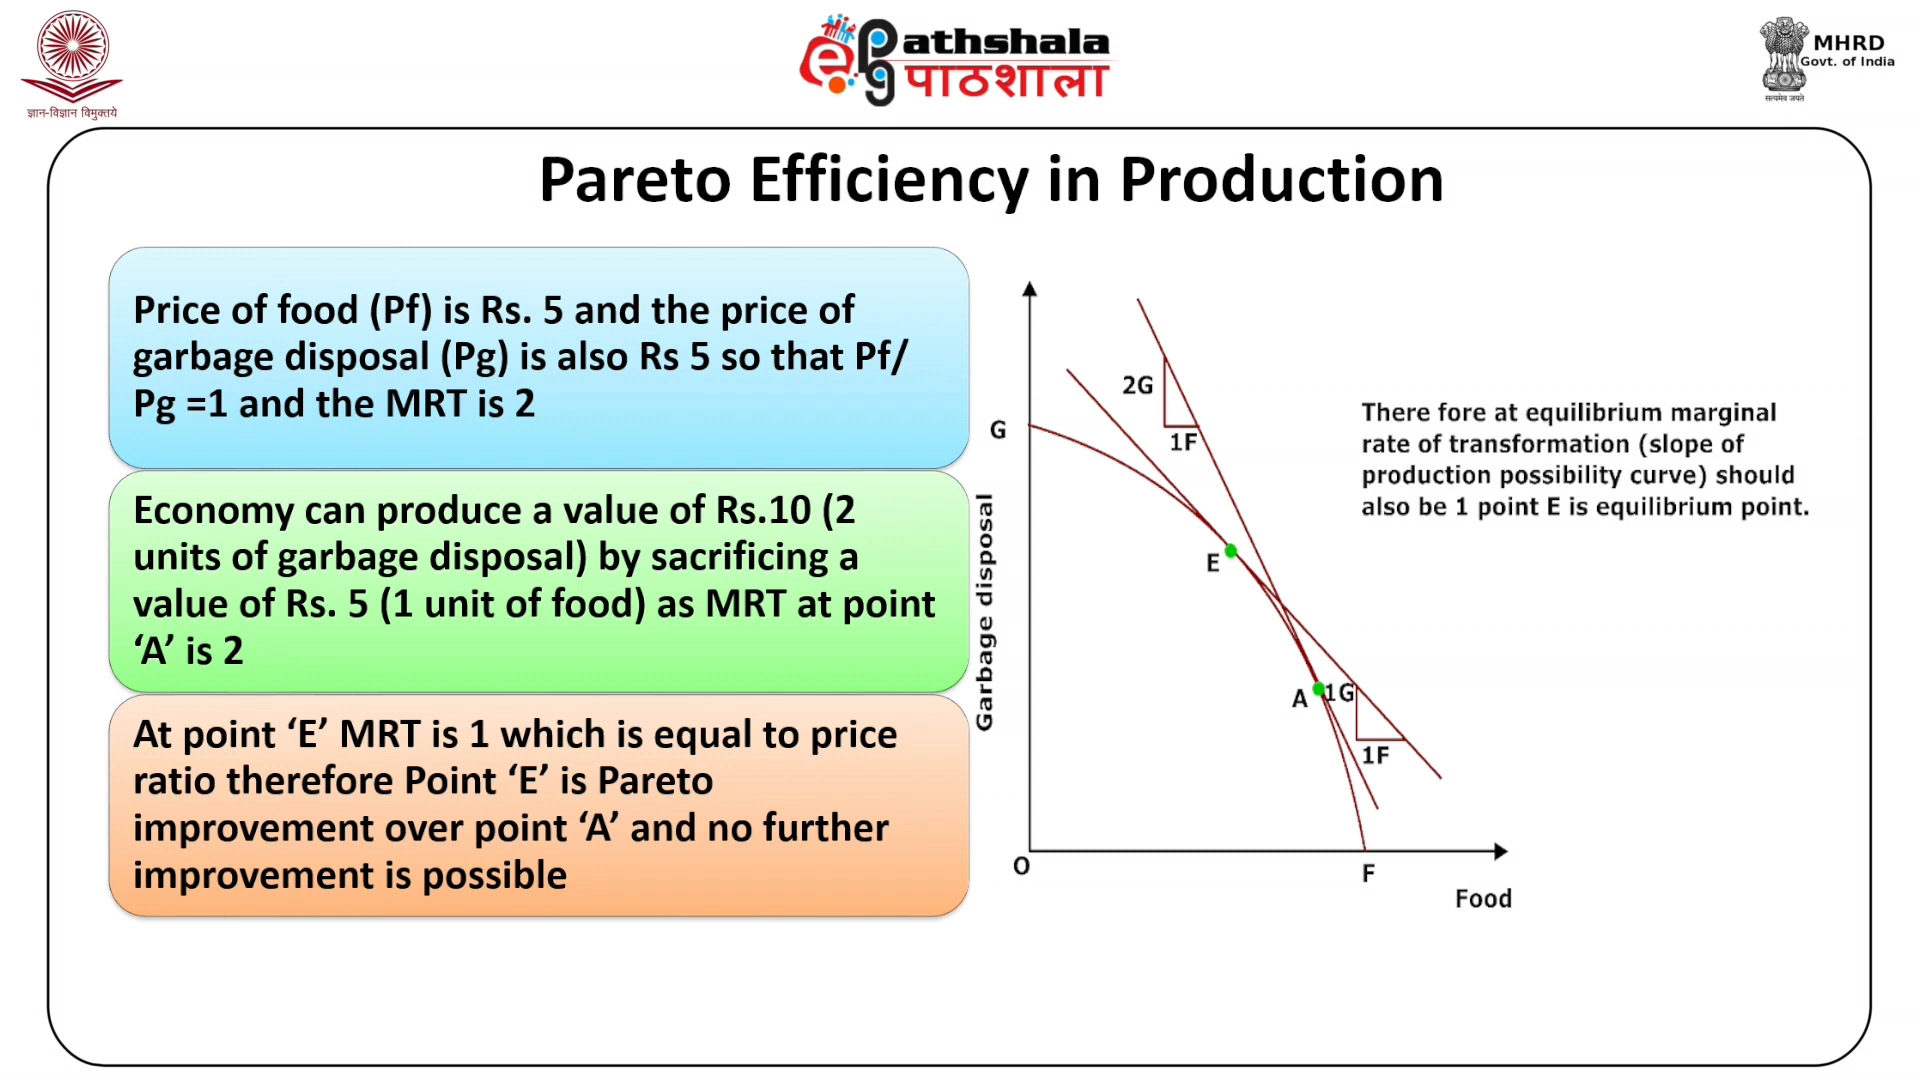 ज्ञान-विज्ञान विमुक्तये
ePg Pathshala
पाठशाला
MHRD
Govt. of India
सत्यमेव जयते
Pareto Efficiency in Production
Price of food (Pf) is Rs. 5 and the price of
garbage disposal (Pg) is also Rs 5 so that Pf/
Pg =1 and the MRT is 2
Economy can produce a value of Rs.10 (2
units of garbage disposal) by sacrificing a
value of Rs. 5 (1 unit of food) as MRT at point
‘A’ is 2
At point ‘E’ MRT is 1 which is equal to price
ratio therefore Point ‘E’ is Pareto
improvement over point ‘A’ and no further
improvement is possible
Garbage disposal
G
2G
1F
E
A
1G
1F
O
F
Food
There fore at equilibrium marginal
rate of transformation (slope of
production possibility curve) should
also be 1 point E is equilibrium point.